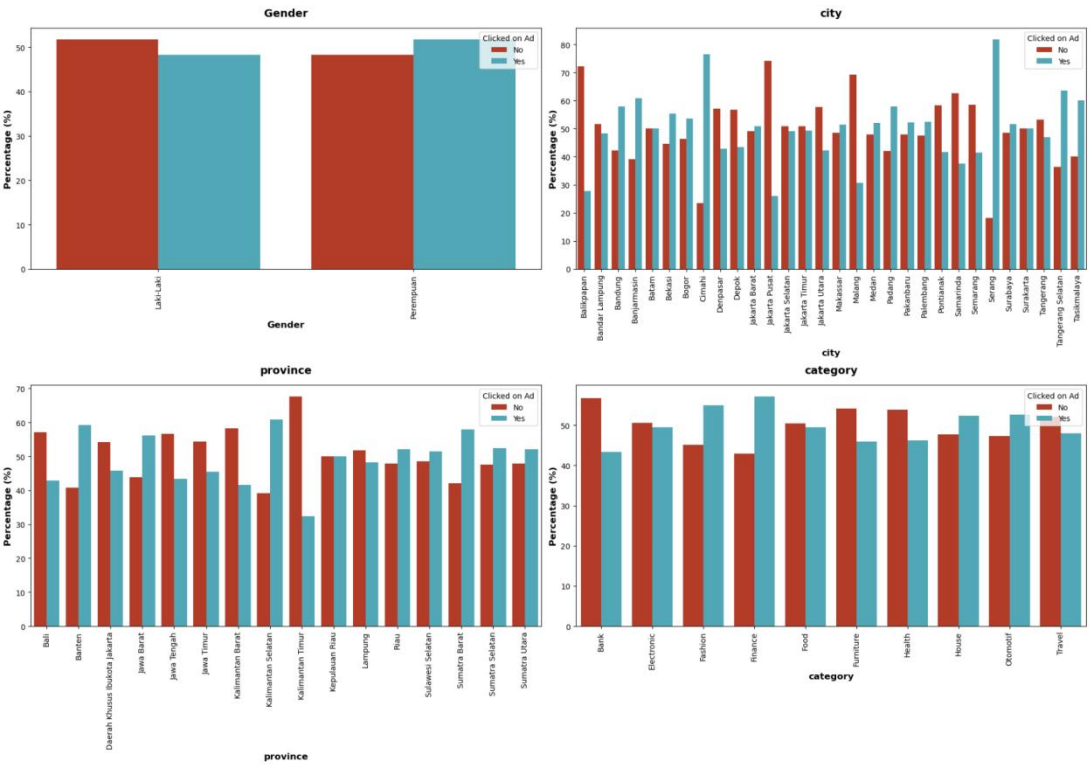 Gender
Percentage (%)
50
40
30
20
10
0
Clicked on Ad
No
Yes
Laki-Laki
Perempuan
Gender
city
Percentage (%)
80
70
60
50
40
30
20
10
0
Clicked on Ad
No
Yes
Balikpapan
Bandar Lampung
Bandung
Banjarmasin
Batam
Bekasi
Bogor
Cimahi
Denpasar
Depok
Jakarta Barat
Jakarta Pusat
Jakarta Selatan
Jakarta Timur
Jakarta Utara
Makassar
Malang
Medan
Padang
Pakanbaru
Palembang
Pontianak
Samarinda
Semarang
Serang
Surabaya
Surakarta
Tangerang
Tangerang Selatan
Tasikmalaya
city
province
Percentage (%)
70
60
50
40
30
20
10
0
Clicked on Ad
No
Yes
Bali
Banten
Daerah Khusus Ibukota Jakarta
Jawa Barat
Jawa Tengah
Jawa Timur
Kalimantan Barat
Kalimantan Selatan
Kalimantan Timur
Kepulauan Riau
Lampung
Riau
Sulawesi Selatan
Sumatra Barat
Sumatra Selatan
Sumatra Utara
province
category
Percentage (%)
50
40
30
20
10
0
Clicked on Ad
No
Yes
Bank
Electronic
Fashion
Finance
Food
Furniture
Health
House
Otomotif
Travel
category